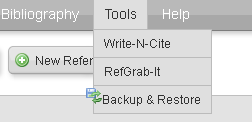 Bibliography Tools Help
Write-N-Cite
New Refer
RefGrab-It
Backup & Restore